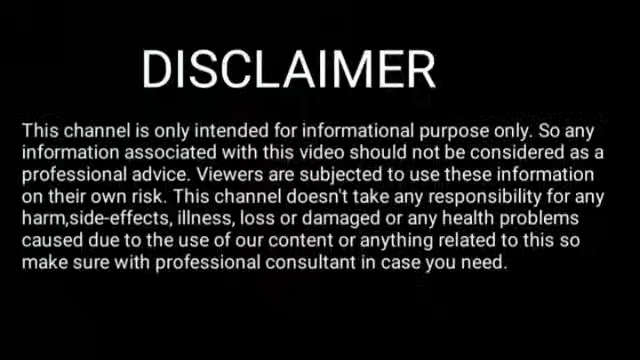 DISCLAIMER
This channel is only intended for informational purpose only. So any
information associated with this video should not be considered as a
professional advice. Viewers are subjected to use these information
on their own risk. This channel doesn't take any responsibility for any
harm,side-effects, illness, loss or damaged or any health problems
caused due to the use of our content or anything related to this so
make sure with professional consultant in case you need.